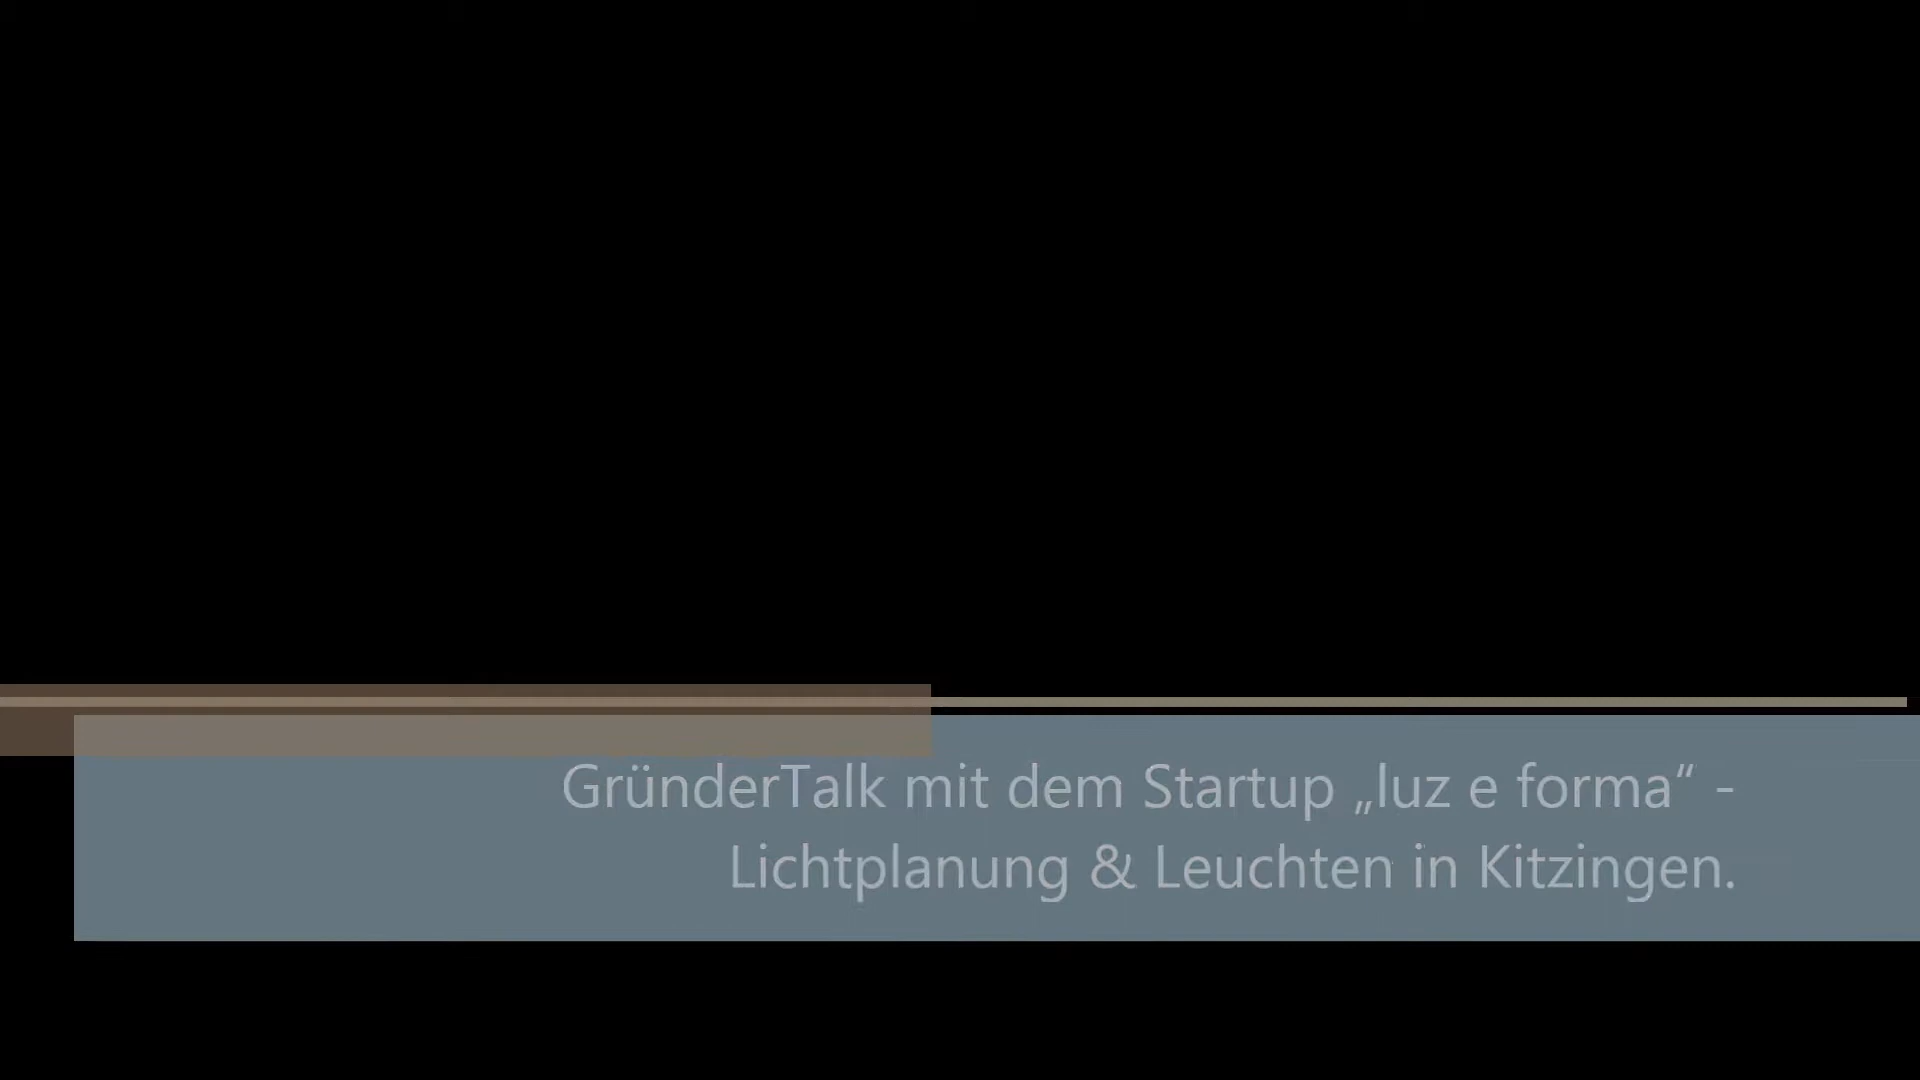 GründerTalk mit dem Startup „luz e forma“ -
Lichtplanung & Leuchten in Kitzingen.